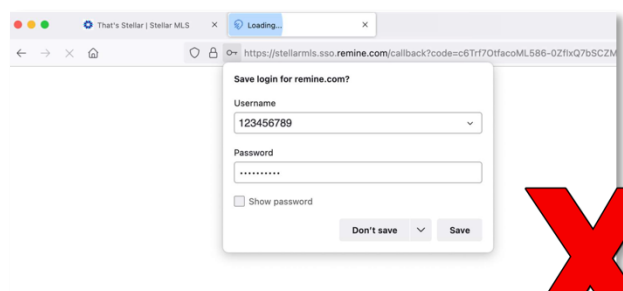 That's Stellar | Stellar MLS
Loading...
https://stellarmls.sso.remine.com/callback?code=c6Trf7OtfacoML586-0ZflxQ7bSCZM
Save login for remine.com?
Username
123456789
Password
Show password
Don't save
Save